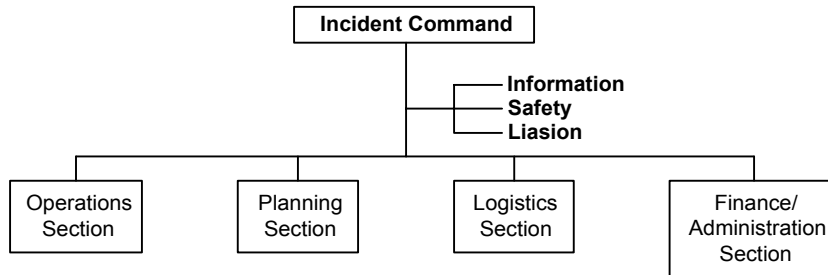 Incident Command
Information
Safety
Liasion
Operations
Section
Planning
Section
Logistics
Section
Finance/
Administration
Section